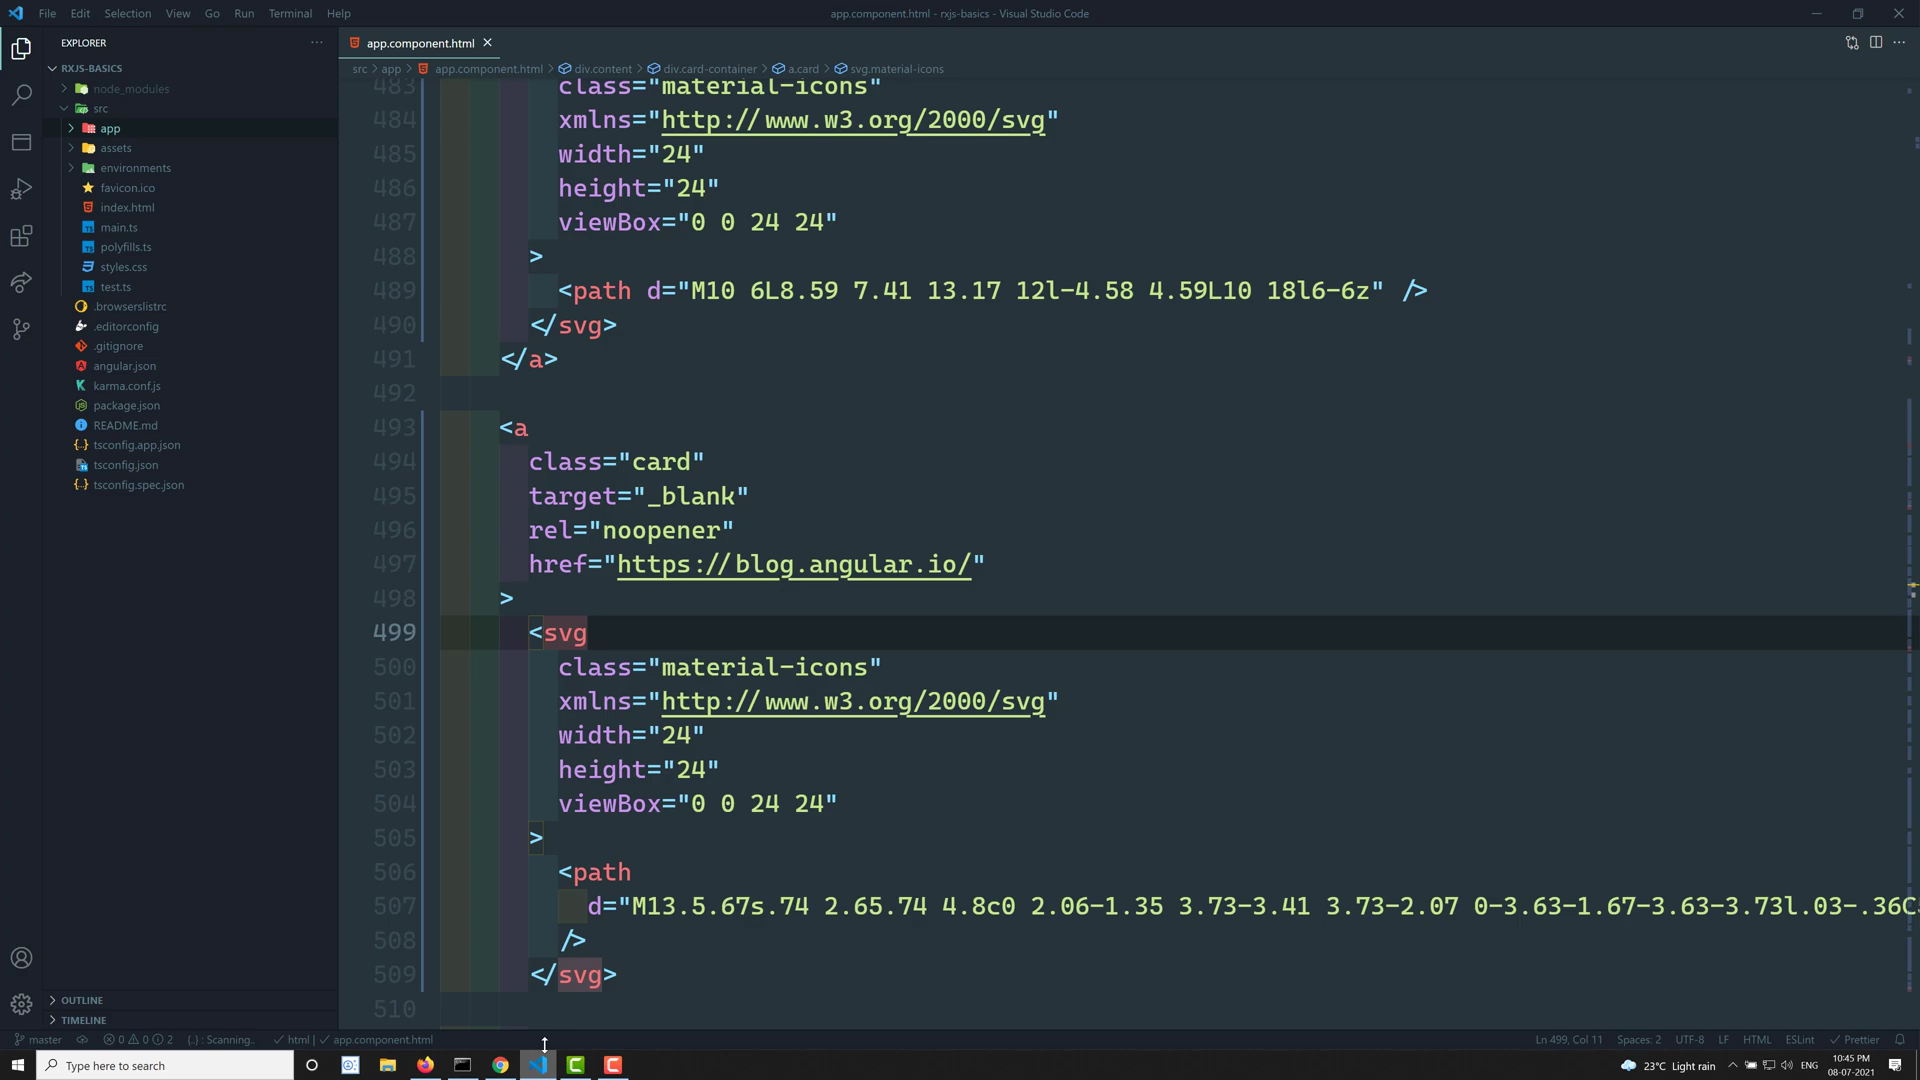 File Edit Selection View Go Run Terminal Help
app.component.html - rxjs-basics - Visual Studio Code
EXPLORER
RXJS-BASICS
node_modules
src
app
assets
environments
favicon.ico
index.html
main.ts
polyfills.ts
styles.css
test.ts
.browserslistrc
.editorconfig
.gitignore
angular.json
karma.conf.js
package.json
README.md
tsconfig.app.json
tsconfig.json
tsconfig.spec.json
OUTLINE
TIMELINE
app.component.html
src > app > app.component.html > div.content > div.card-container > a.card > svg.material-icons
483 class="material-icons"
484 xmlns="http://www.w3.org/2000/svg"
485 width="24"
486 height="24"
487 viewBox="0 0 24 24"
488 >
489 <path d="M10 6L8.59 7.41 13.17 12l-4.58 4.59L10 18l6-6z" />
490 </svg>
491 </a>
492
493 <a
494 class="card"
495 target="_blank"
496 rel="noopener"
497 href="https://blog.angular.io/"
498 >
499 <svg
500 class="material-icons"
501 xmlns="http://www.w3.org/2000/svg"
502 width="24"
503 height="24"
504 viewBox="0 0 24 24"
505 >
506 <path
507 d="M13.5.67s.74 2.65.74 4.8c0 2.06-1.35 3.73-3.41 3.73-2.07 0-3.63-1.67-3.63-3.73l.03-.36C
508 />
509 </svg>
510
master 0 0 2 {..} : Scanning.. html | app.component.html
Ln 499, Col 11 Spaces: 2 UTF-8 LF HTML ESLint Prettier
Type here to search
23°C Light rain ENG
10:45 PM
08-07-2021